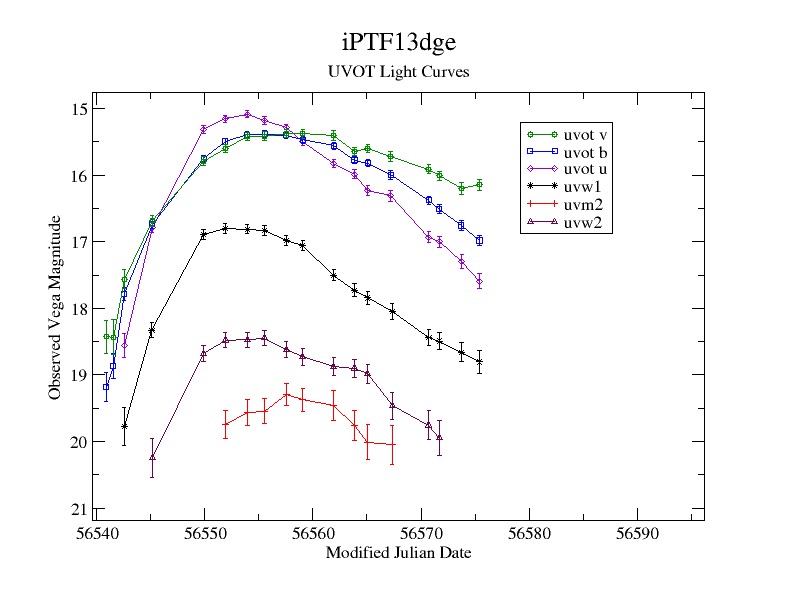 iPTF13dge
UVOT Light Curves
Observed Vega Magnitude
15
16
17
18
19
20
21
uvot v
uvot b
uvot u
uvw1
uvm2
uvw2
56540 56550 56560 56570 56580 56590
Modified Julian Date